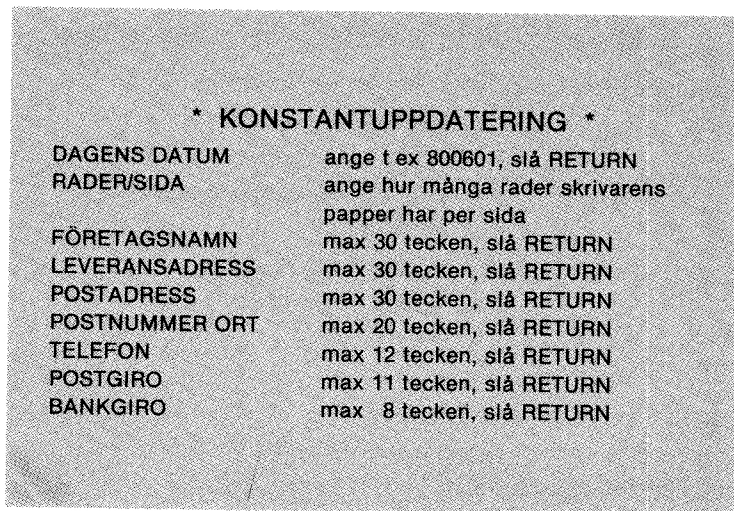 * KONSTANTUPPDATERING *
DAGENS DATUM ange t ex 800601, slå RETURN
RADER/SIDA ange hur många rader skrivarens
papper har per sida
FÖRETAGSNAMN max 30 tecken, slå RETURN
LEVERANSADRESS max 30 tecken, slå RETURN
POSTADRESS max 30 tecken, slå RETURN
POSTNUMMER ORT max 20 tecken, slå RETURN
TELEFON max 12 tecken, slå RETURN
POSTGIRO max 11 tecken, slå RETURN
BANKGIRO max 8 tecken, slå RETURN